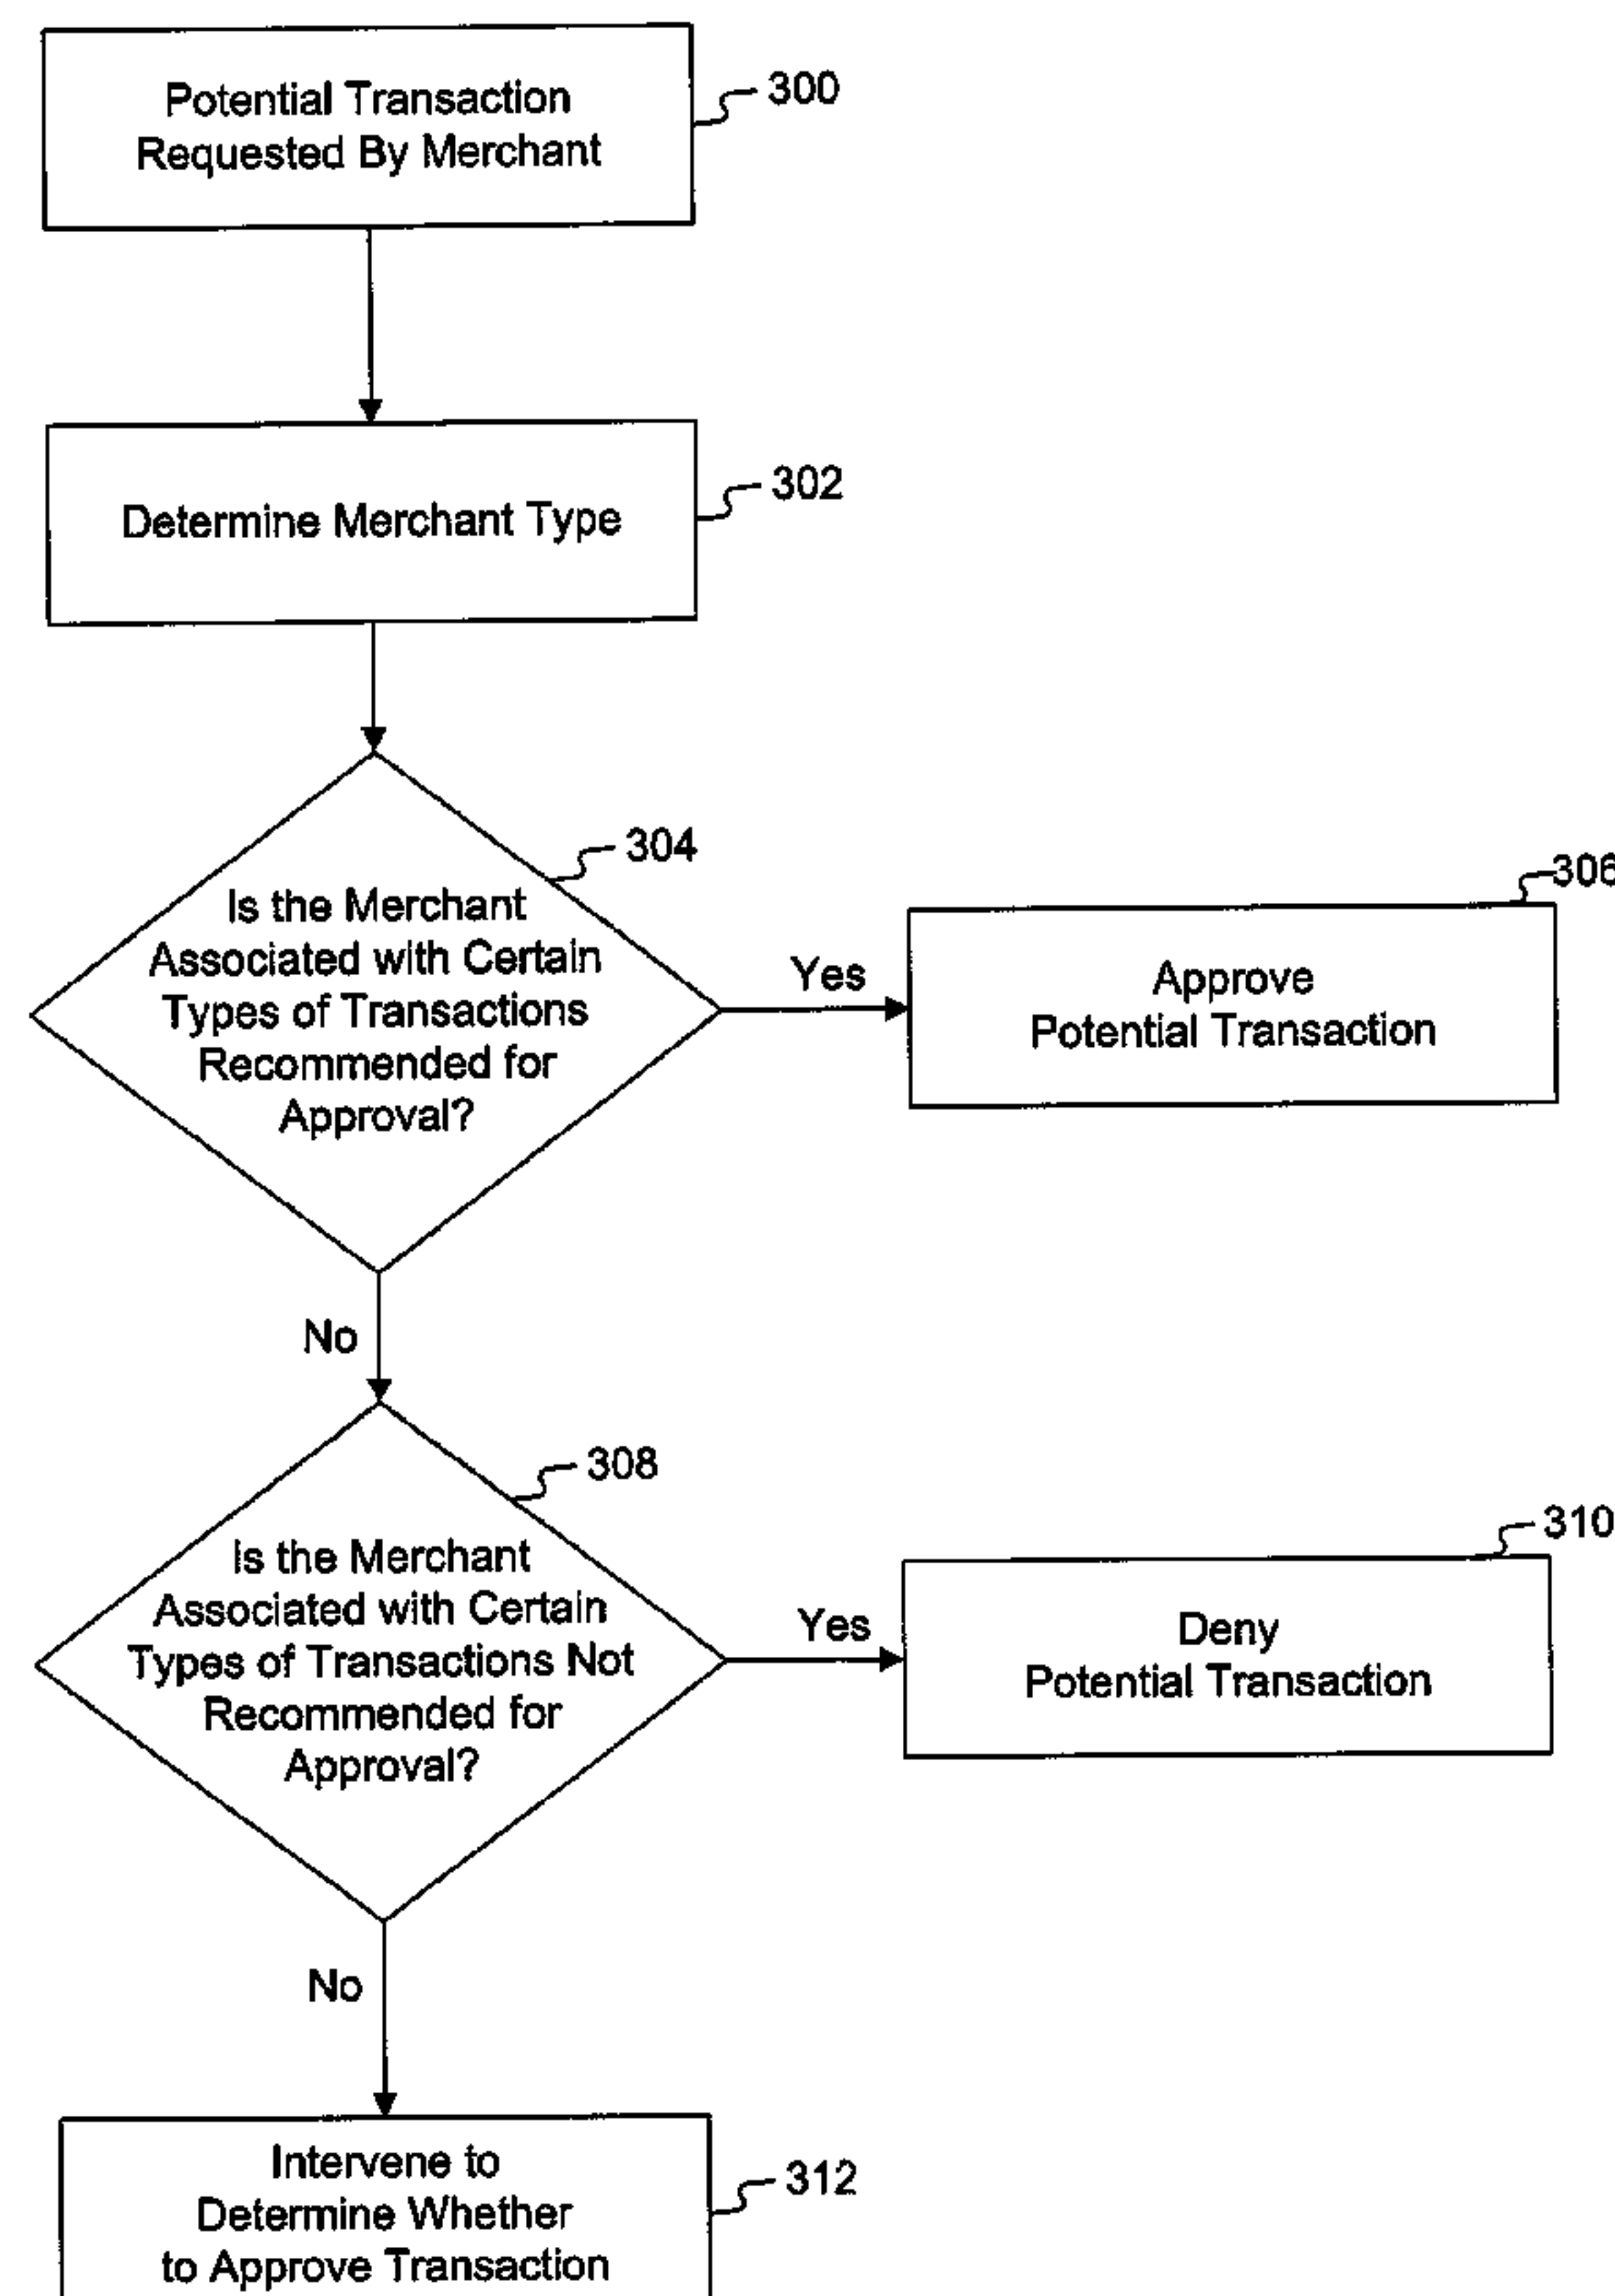 Potential Transaction
Requested By Merchant
300
Determine Merchant Type
302
304
Is the Merchant
Associated with Certain
Types of Transactions
Recommended for
Approval?
Yes
306
Approve
Potential Transaction
No
308
Is the Merchant
Associated with Certain
Types of Transactions Not
Recommended for
Approval?
Yes
310
Deny
Potential Transaction
No
Intervene to
Determine Whether
to Approve Transaction
312